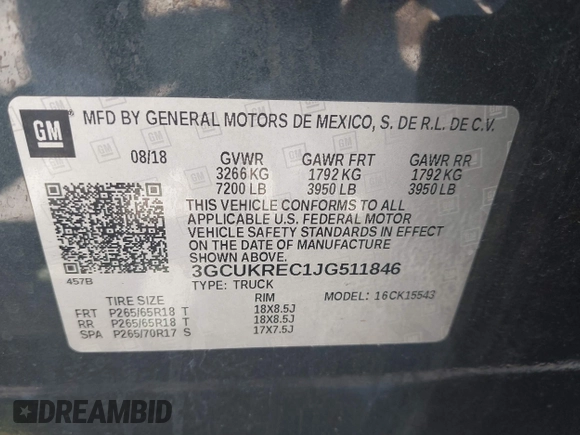 GM MFD BY GENERAL MOTORS DE MEXICO, S. DE R.L. DE C.V.
08/18 GVWR GAWR FRT GAWR RR
3266 KG 1792 KG 1792 KG
7200 LB 3950 LB 3950 LB
THIS VEHICLE CONFORMS TO ALL
APPLICABLE U.S. FEDERAL MOTOR
VEHICLE SAFETY STANDARDS IN EFFECT
ON THE DATE OF MANUFACTURE
SHOWN ABOVE.
3GCUKREC1JG511846
457B TYPE: TRUCK
TIRE SIZE RIM MODEL: 16CK15543
FRT P265/65R18 T 18X8.5J
RR P265/65R18 T 18X8.5J
SPA P265/70R17 S 17X7.5J
DREAMBID